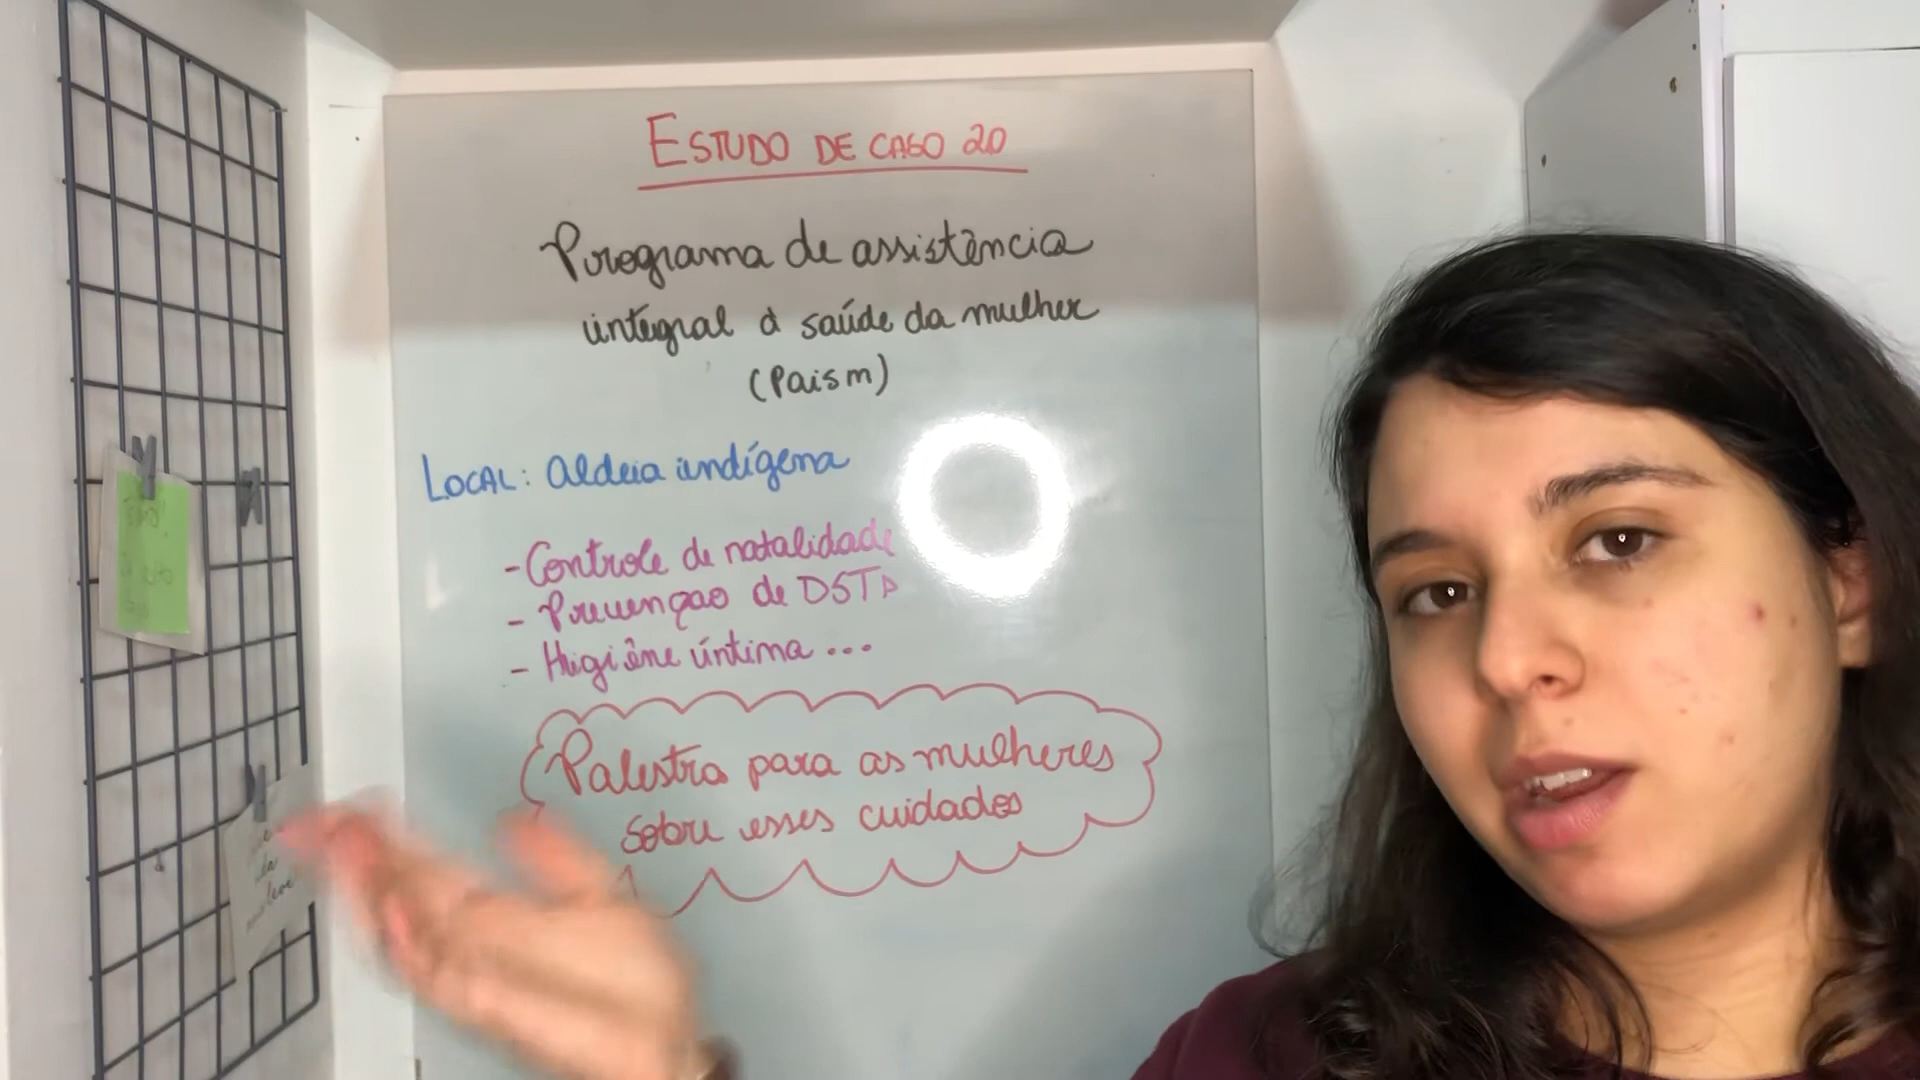 ESTUDO DE CASO 20
Programa de assistência
integral à saúde da mulher
(Paism)
LOCAL: aldeia indígena
- Controle de natalidade
- Prevenção de DSTs
- Higiêne íntima ...
Palestra para as mulheres
sobre esses cuidados